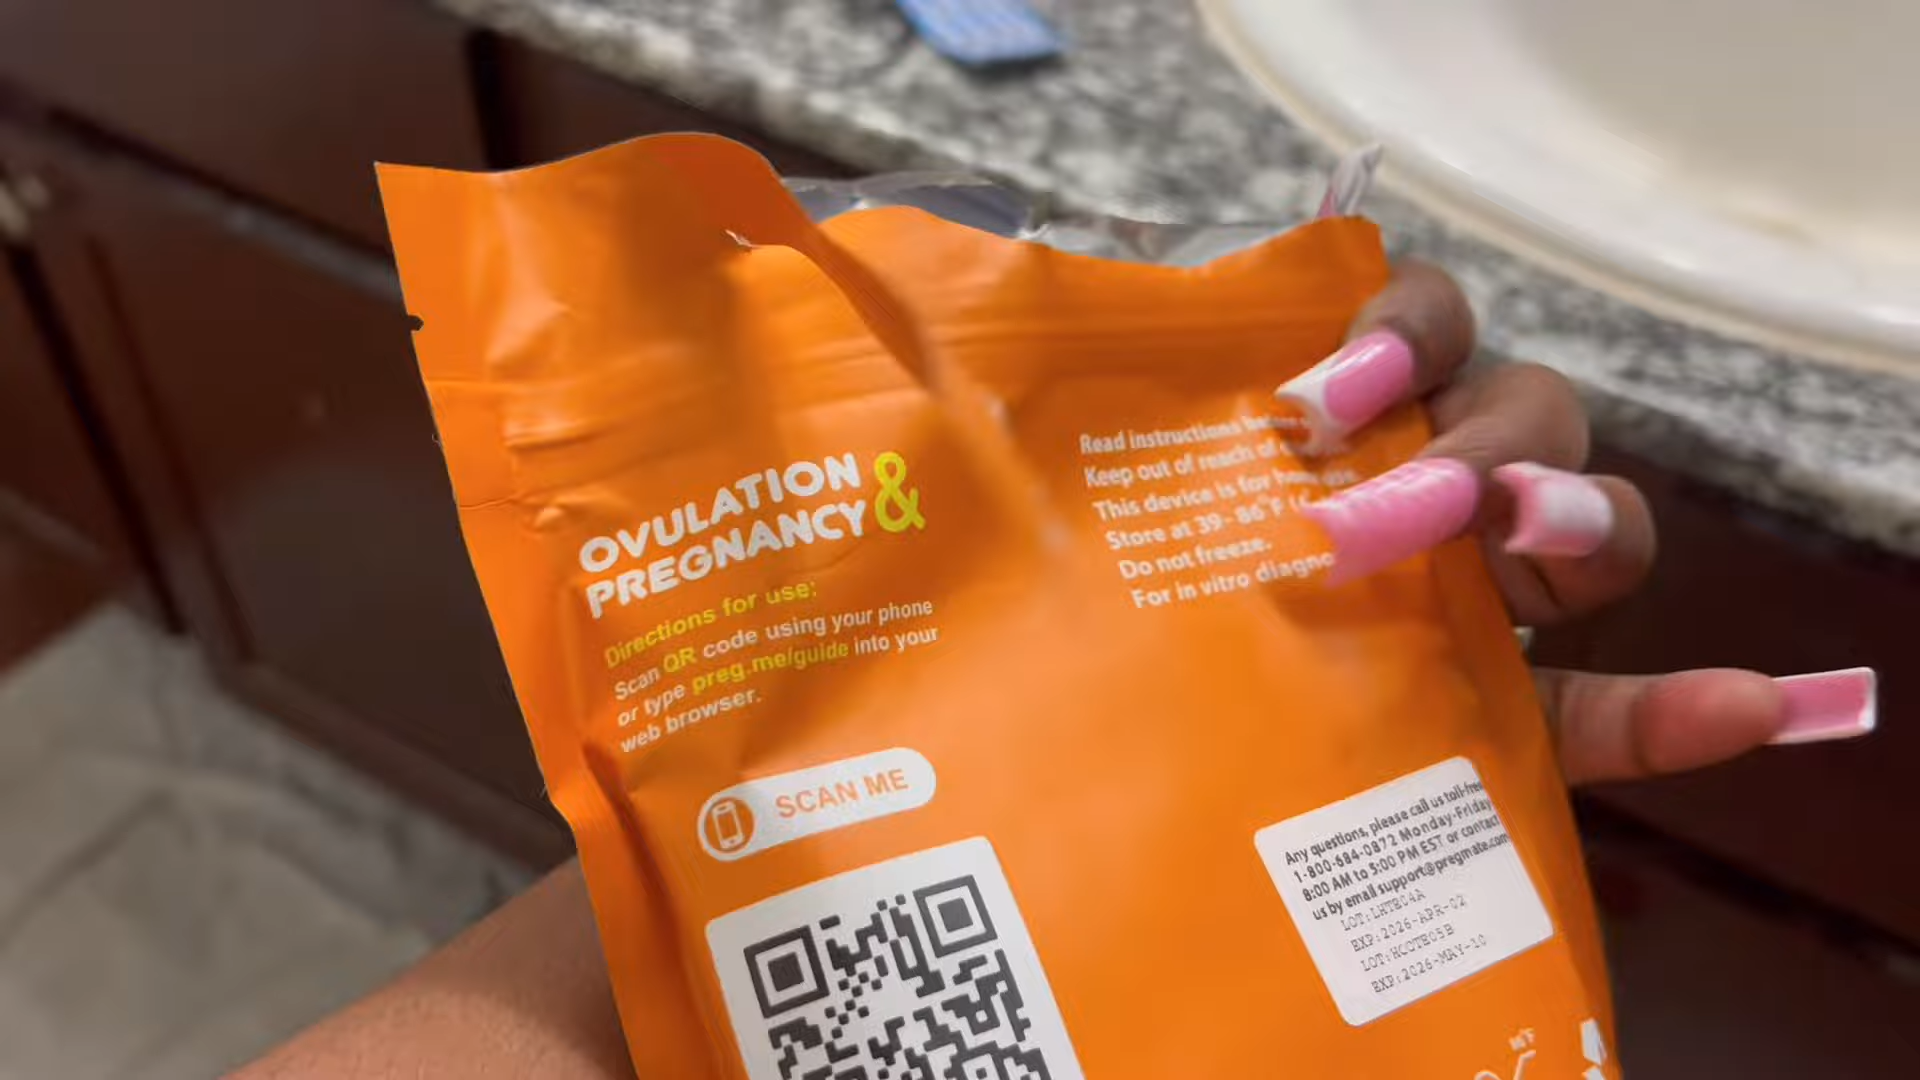 OVULATION &
PREGNANCY
Directions for use:
Scan QR code using your phone
or type preg.me/guide into your
web browser.
SCAN ME
Read instructions
Keep out of reach of
This device is for
Store at 39- 86°F
Do not freeze.
For in vitro
Any questions, please call us toll-free
1-800-684-0872 Monday-Friday
8:00 AM to 5:00 PM EST or contact
us by email support@pregmate.com
LOT:LHTE04A
EXP:2026-APR-02
LOT:HCGTE05B
EXP:2026-MAY-10